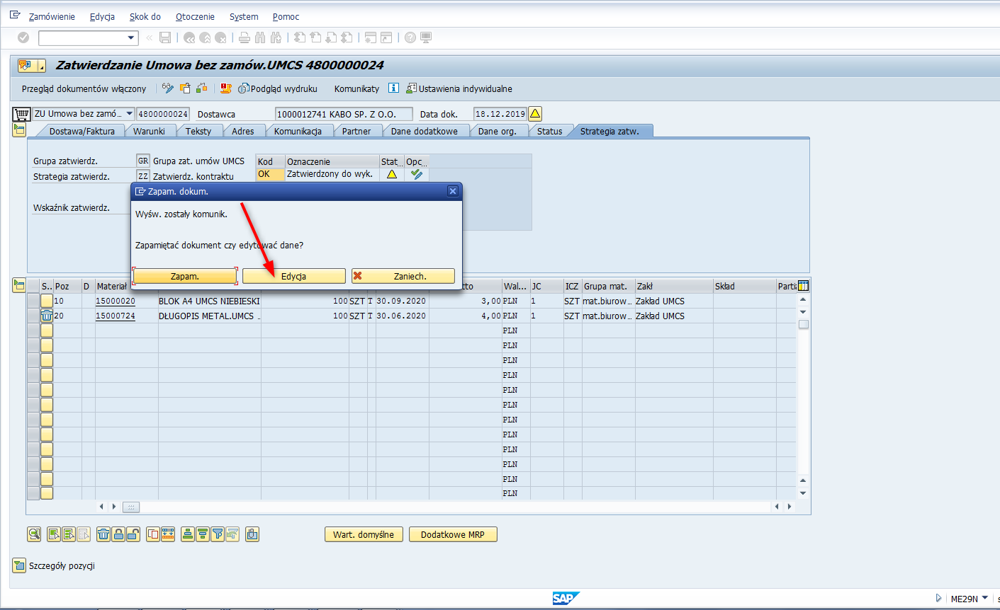 Zamówienie Edycja Skok do Otoczenie System Pomoc
Zatwierdzanie Umowa bez zamów.UMCS 4800000024
Przegląd dokumentów włączony Podgląd wydruku Komunikaty Ustawienia indywidualne
ZU Umowa bez zamó... 4800000024 Dostawca 1000012741 KABO SP. Z O.O. Data dok. 18.12.2019
Dostawa/Faktura Warunki Teksty Adres Komunikacja Partner Dane dodatkowe Dane org. Status Strategia zatw.
Grupa zatwierdz. GR Grupa zat. umów UMCS Kod Oznaczenie Stat... Opc...
Strategia zatwierdz. ZZ Zatwierdz. kontraktu OK Zatwierdzony do wyk.
Wskaźnik zatwierdz.
Zapam. dokum.
Wyśw. zostały komunik.
Zapamiętać dokument czy edytować dane?
Zapam. Edycja Zaniech.
S.. Poz D Materiał Wal... JC ICZ Grupa mat. Zakł Skład
10 15000020 BLOK A4 UMCS NIEBIESKI 100 SZT T 30.09.2020 3,00 PLN 1 SZT mat.biurow... Zakład UMCS
20 15000724 DŁUGOPIS METAL.UMCS .. 100 SZT T 30.06.2020 4,00 PLN 1 SZT mat.biurow... Zakład UMCS
PLN
PLN
PLN
PLN
PLN
PLN
PLN
PLN
PLN
PLN
PLN
PLN
Wart. domyślne Dodatkowe MRP
Szczegóły pozycji
SAP ME29N